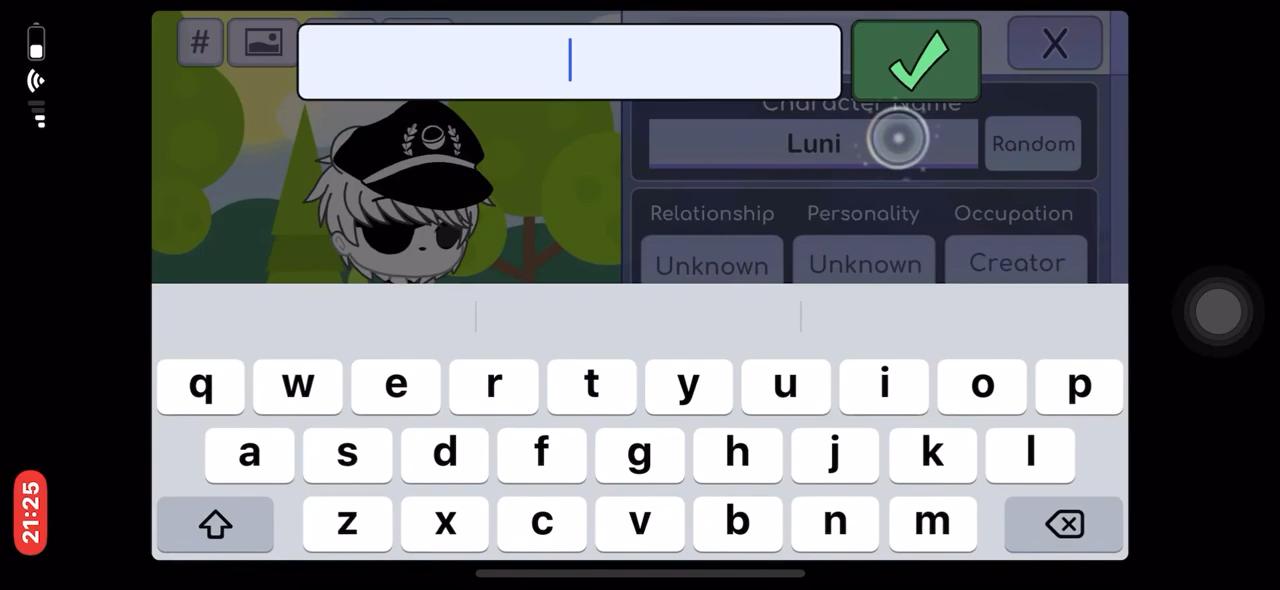 #
X
Character Name
Luni
Random
Relationship Personality Occupation
Unknown Unknown Creator
q w e r t y u i o p
a s d f g h j k l
z x c v b n m
21:25